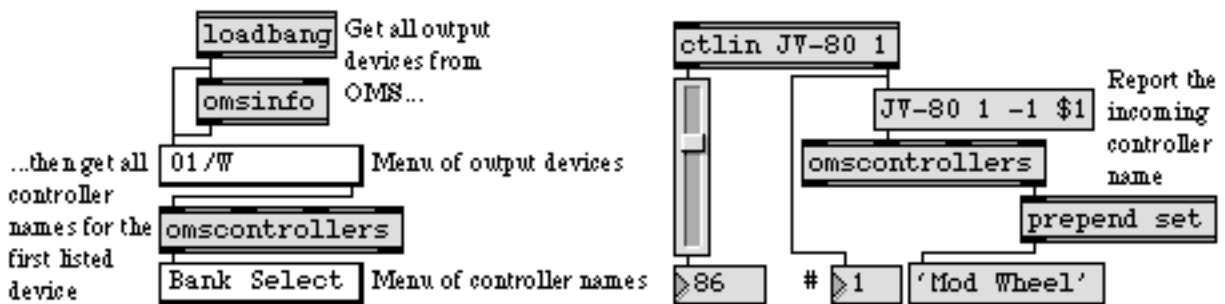 loadbang
Get all output
devices from
OMS...
omsinfo
...then get all
controller
names for the
first listed
device
01/W
Menu of output devices
omscontrollers
Bank Select
Menu of controller names
ctlin JV-80 1
JV-80 1 -1 $1
Report the
incoming
controller
name
omscontrollers
prepend set
86
#
1
'Mod Wheel'